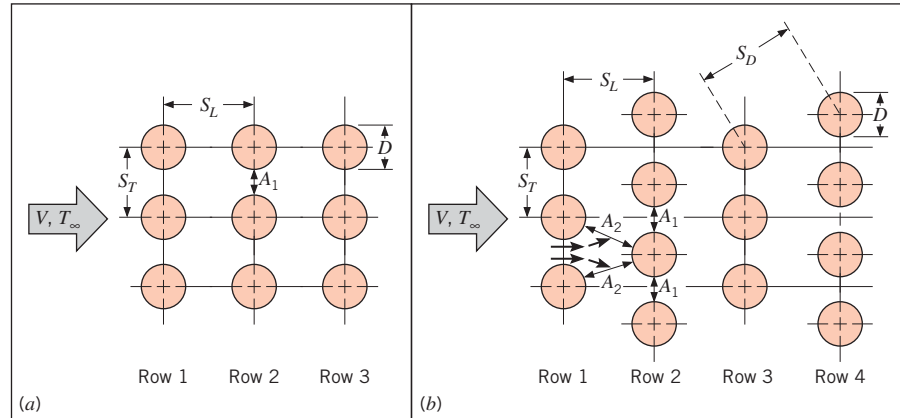 S_L
D
S_T
A_1
V, T_∞
Row 1 Row 2 Row 3
(a)
S_D
S_L
D
S_T
A_1
A_2
V, T_∞
A_2
A_1
Row 1 Row 2 Row 3 Row 4
(b)